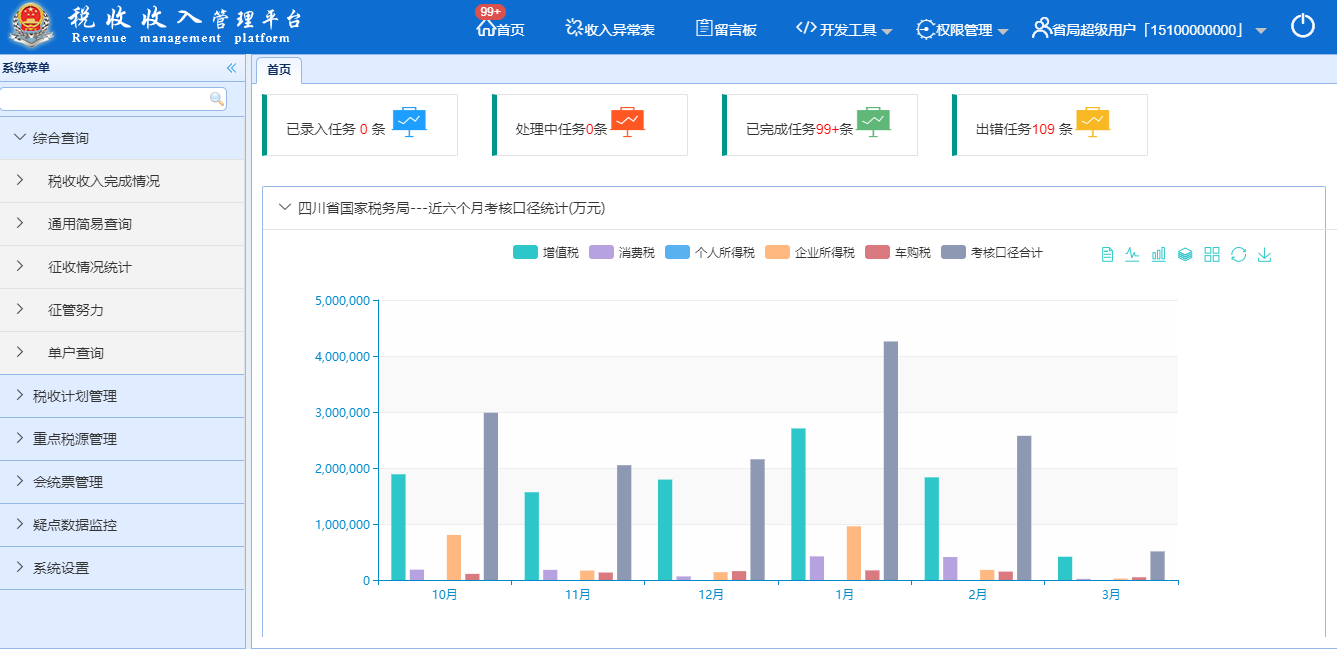 税收收入管理平台
Revenue management platform
99+
首页
收入异常表
留言板
开发工具
权限管理
省局超级用户「15100000000」
系统菜单
综合查询
税收收入完成情况
通用简易查询
征收情况统计
征管努力
单户查询
税收计划管理
重点税源管理
会统票管理
疑点数据监控
系统设置
首页
已录入任务 0 条
处理中任务0条
已完成任务99+条
出错任务109 条
四川省国家税务局---近六个月考核口径统计(万元)
增值税 消费税 个人所得税 企业所得税 车购税 考核口径合计
5,000,000
4,000,000
3,000,000
2,000,000
1,000,000
0
10月 11月 12月 1月 2月 3月